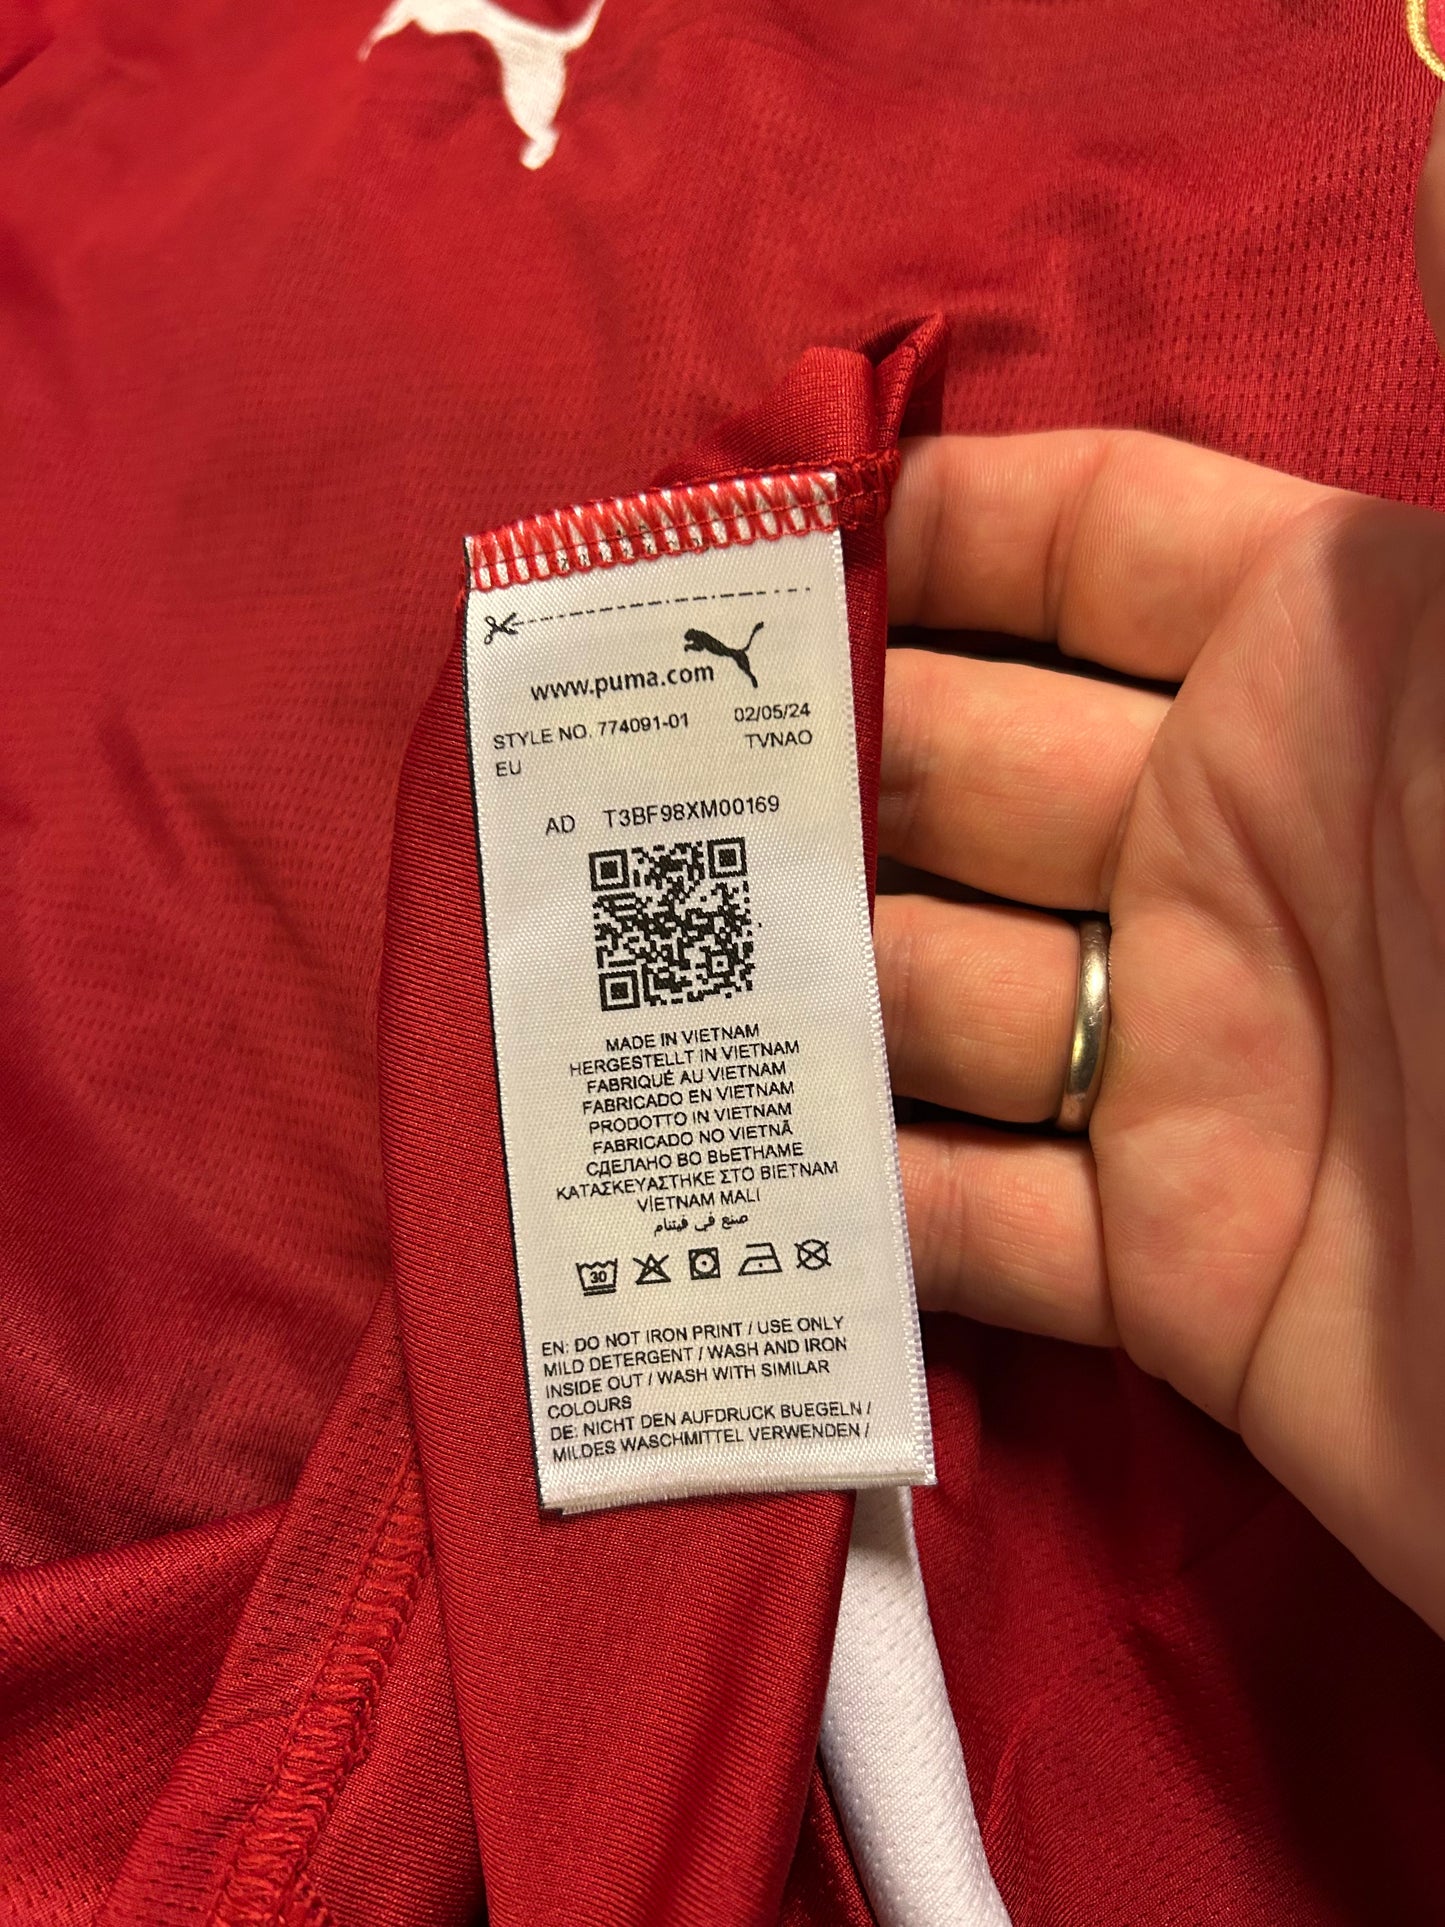 www.puma.com
STYLE NO. 774091-01 02/05/24
EU TVNAO
AD T3BF98XM00169
MADE IN VIETNAM
HERGESTELLT IN VIETNAM
FABRIQUÉ AU VIETNAM
FABRICADO EN VIETNAM
PRODOTTO IN VIETNAM
FABRICADO NO VIETNÃ
СДЕЛАНО ВО ВЬЕТНАМЕ
ΚΑΤΑΣΚΕΥΑΣΤΗΚΕ ΣΤΟ ΒΙΕΤΝΑΜ
VİETNAM MALI
صنع في فيتنام
30
EN: DO NOT IRON PRINT / USE ONLY
MILD DETERGENT / WASH AND IRON
INSIDE OUT / WASH WITH SIMILAR
COLOURS
DE: NICHT DEN AUFDRUCK BUEGELN /
MILDES WASCHMITTEL VERWENDEN /